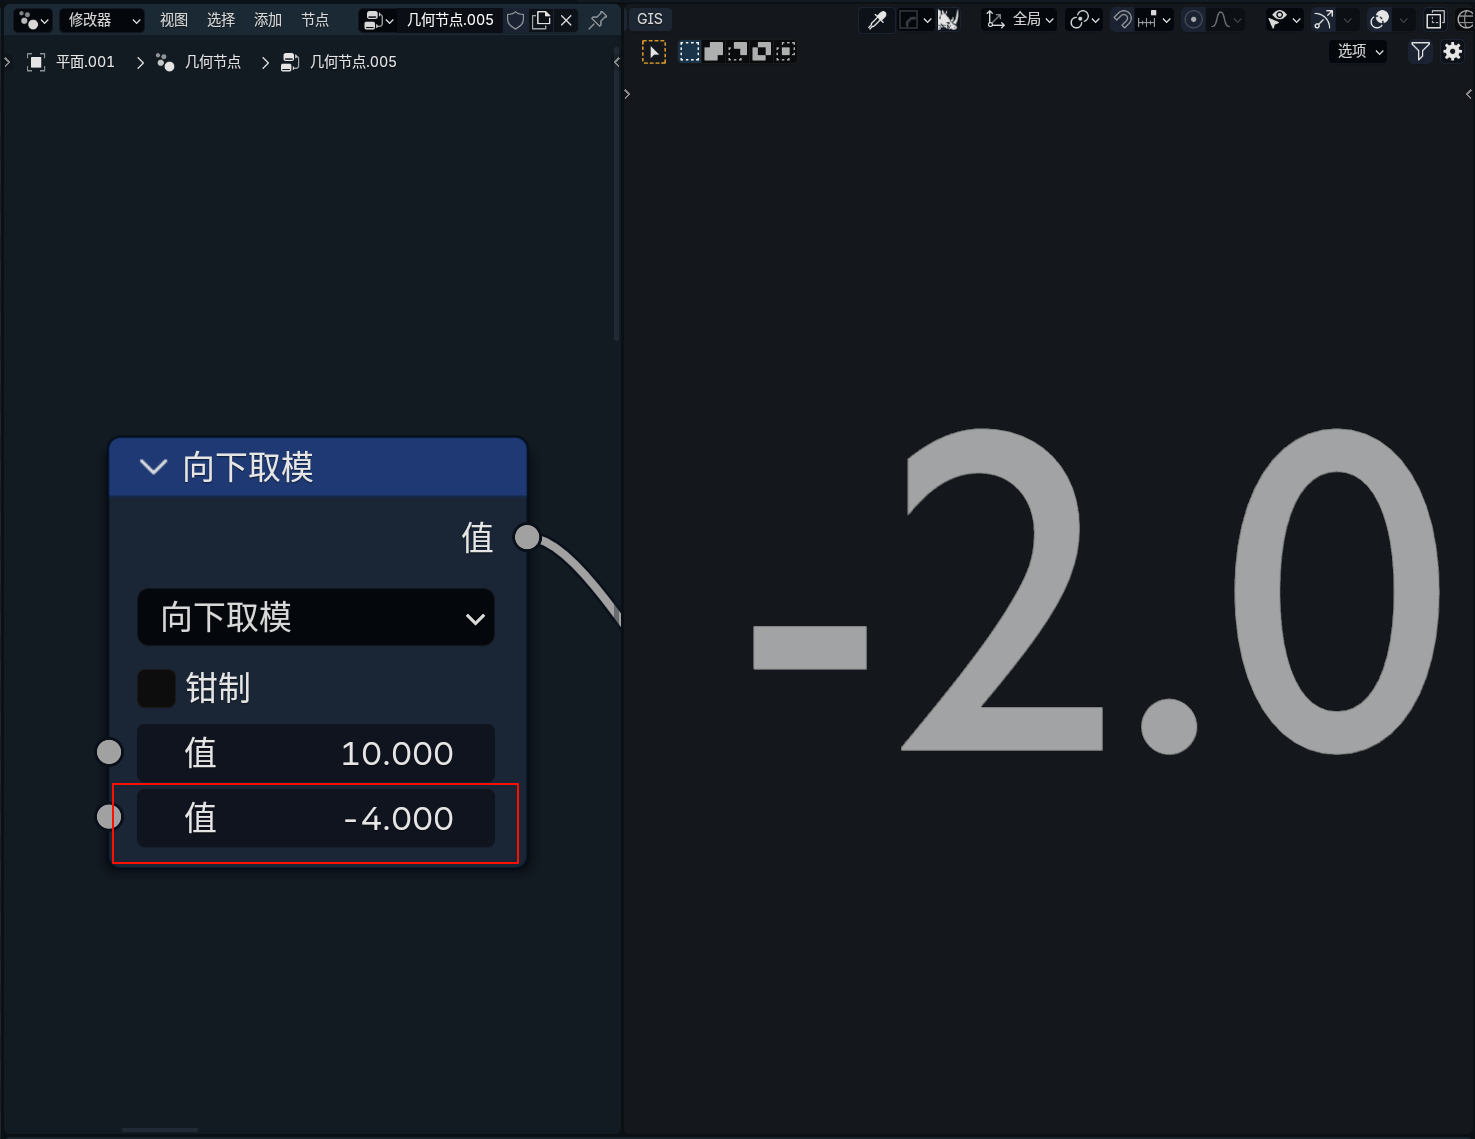 修改器 视图 选择 添加 节点 几何节点.005
平面.001 几何节点 几何节点.005
向下取模
值
向下取模
钳制
值 10.000
值 -4.000
GIS 全局
选项
-2.0